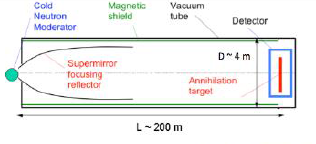 Cold
Neutron
Moderator
Magnetic
shield
Vacuum
tube
Detector
D ~ 4 m
Supermirror
focusing
reflector
Annihilation
target
L ~ 200 m